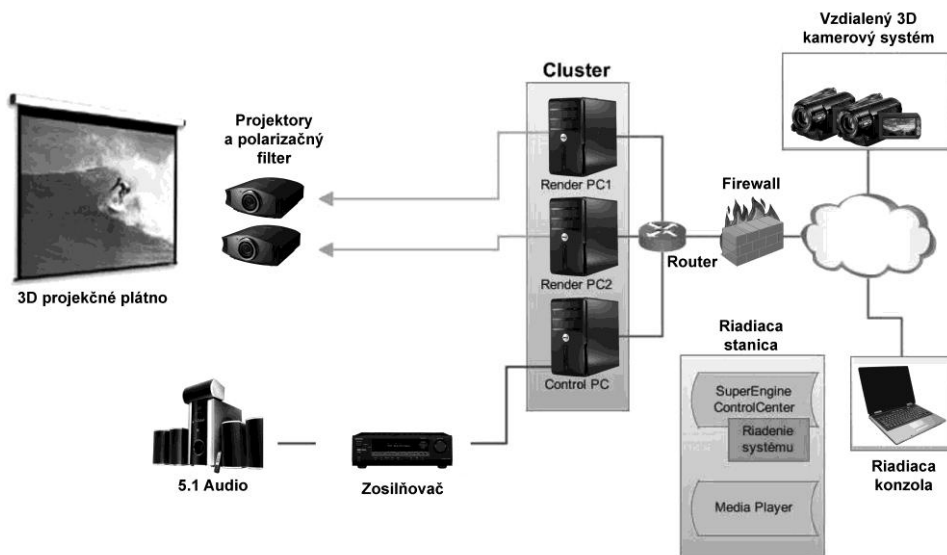 Vzdialený 3D
kamerový systém
Cluster
Projektory
a polarizačný
filter
Render PC1
Firewall
Render PC2
Router
3D projekčné plátno
Control PC
Riadiaca
stanica
SuperEngine
ControlCenter
Riadenie
systému
Media Player
Riadiaca
konzola
5.1 Audio
Zosilňovač